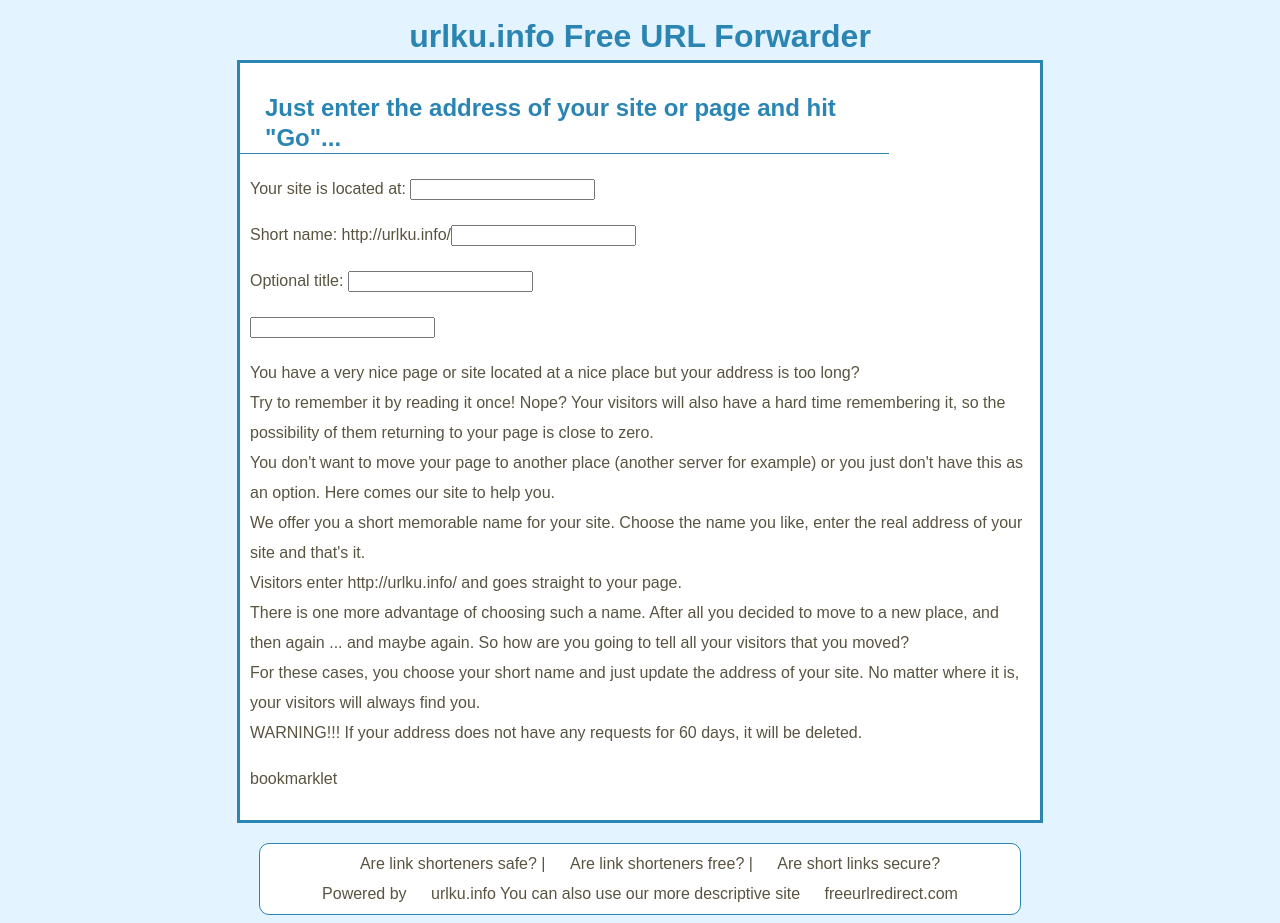 urlku.info Free URL Forwarder
Just enter the address of your site or page and hit
"Go"...
Your site is located at:
Short name: http://urlku.info/
Optional title:
You have a very nice page or site located at a nice place but your address is too long?
Try to remember it by reading it once! Nope? Your visitors will also have a hard time remembering it, so the
possibility of them returning to your page is close to zero.
You don't want to move your page to another place (another server for example) or you just don't have this as
an option. Here comes our site to help you.
We offer you a short memorable name for your site. Choose the name you like, enter the real address of your
site and that's it.
Visitors enter http://urlku.info/ and goes straight to your page.
There is one more advantage of choosing such a name. After all you decided to move to a new place, and
then again ... and maybe again. So how are you going to tell all your visitors that you moved?
For these cases, you choose your short name and just update the address of your site. No matter where it is,
your visitors will always find you.
WARNING!!! If your address does not have any requests for 60 days, it will be deleted.
bookmarklet
Are link shorteners safe? | Are link shorteners free? | Are short links secure?
Powered by urlku.info You can also use our more descriptive site freeurlredirect.com